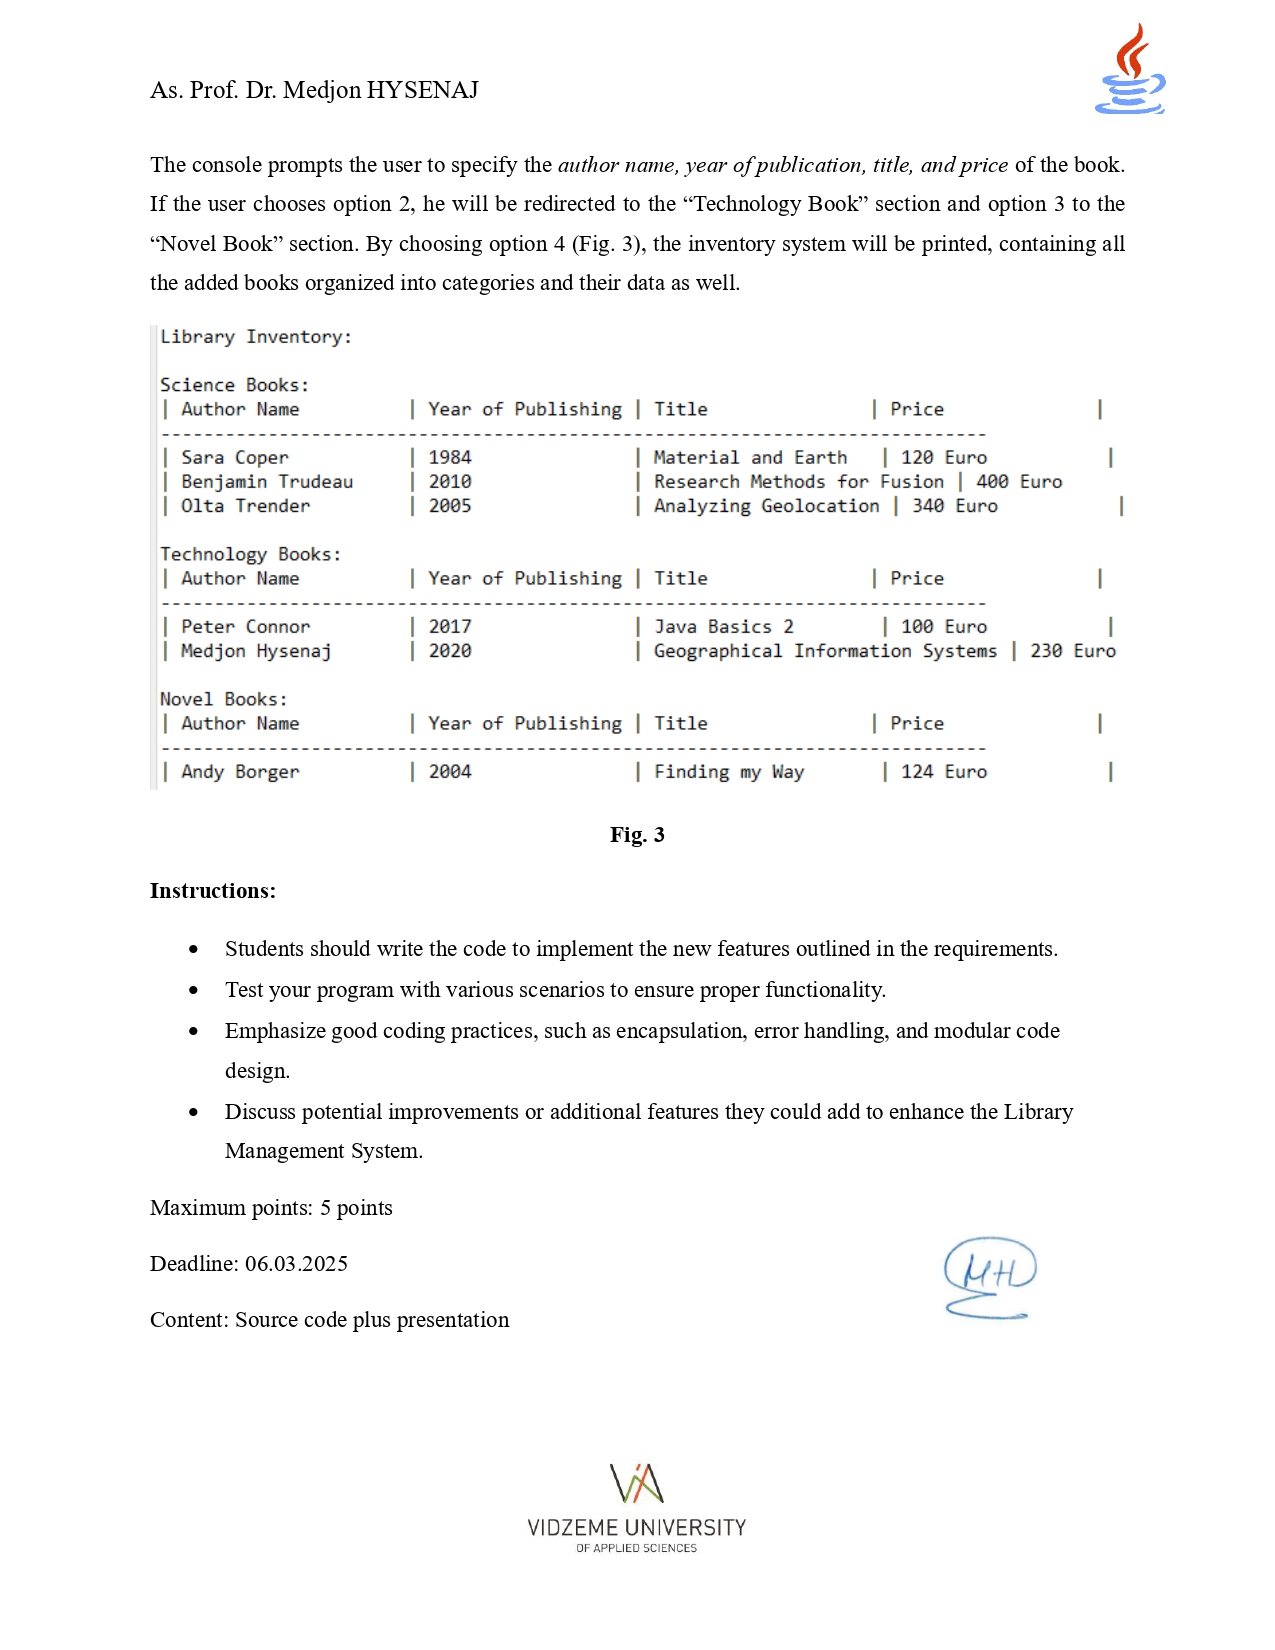 As. Prof. Dr. Medjon HYSENAJ
The console prompts the user to specify the author name, year of publication, title, and price of the book.
If the user chooses option 2, he will be redirected to the “Technology Book” section and option 3 to the
“Novel Book” section. By choosing option 4 (Fig. 3), the inventory system will be printed, containing all
the added books organized into categories and their data as well.
Library Inventory:
Science Books:
| Author Name | Year of Publishing | Title | Price |
-----------------------------------------------------------------------------
| Sara Coper | 1984 | Material and Earth | 120 Euro |
| Benjamin Trudeau | 2010 | Research Methods for Fusion | 400 Euro
| Olta Trender | 2005 | Analyzing Geolocation | 340 Euro |
Technology Books:
| Author Name | Year of Publishing | Title | Price |
-----------------------------------------------------------------------------
| Peter Connor | 2017 | Java Basics 2 | 100 Euro |
| Medjon Hysenaj | 2020 | Geographical Information Systems | 230 Euro
Novel Books:
| Author Name | Year of Publishing | Title | Price |
-----------------------------------------------------------------------------
| Andy Borger | 2004 | Finding my Way | 124 Euro |
Fig. 3
Instructions:
• Students should write the code to implement the new features outlined in the requirements.
• Test your program with various scenarios to ensure proper functionality.
• Emphasize good coding practices, such as encapsulation, error handling, and modular code
design.
• Discuss potential improvements or additional features they could add to enhance the Library
Management System.
Maximum points: 5 points
Deadline: 06.03.2025
MH
Content: Source code plus presentation
VIA
VIDZEME UNIVERSITY
OF APPLIED SCIENCES